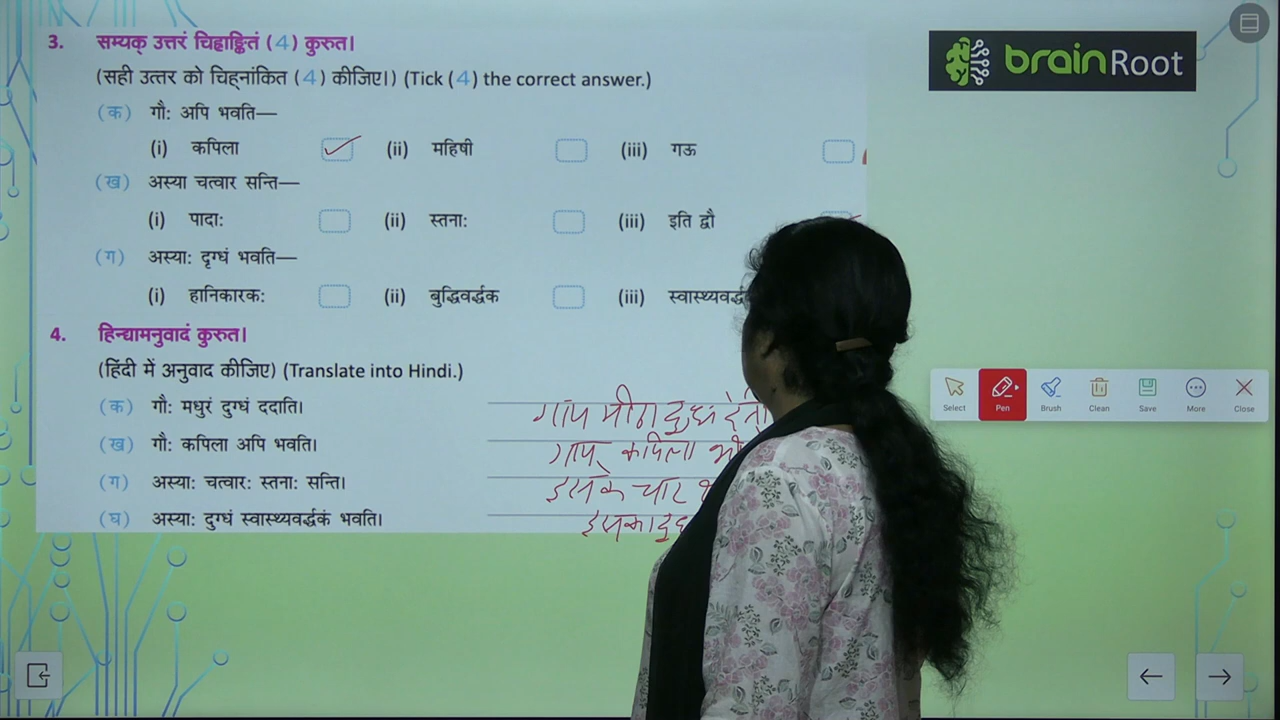 3. सम्यक् उत्तरं चिह्नाङ्कितं (4) कुरुत।
(सही उत्तर को चिह्नांकित (4) कीजिए।) (Tick (4) the correct answer.)
(क) गौ: अपि भवति—
(i) कपिला (ii) महिषी (iii) गऊ
(ख) अस्या चत्वार सन्ति—
(i) पादा: (ii) स्तना: (iii) इति द्वौ
(ग) अस्या: दृग्धं भवति—
(i) हानिकारक: (ii) बुद्धिवर्द्धक (iii)
4. हिन्द्यामनुवादं कुरुत।
(हिंदी में अनुवाद कीजिए) (Translate into Hindi.)
(क) गौ: मधुरं दुग्धं ददाति। गाय मीठा दुग्ध
(ख) गौ: कपिला अपि भवति। गाय कपिला
(ग) अस्या: चत्वार: स्तना: सन्ति। इसके चार
(घ) अस्या: दुग्धं स्वास्थ्यवर्द्धकं भवति। इसका
brainRoot
Select Pen Brush Clean Save More Close